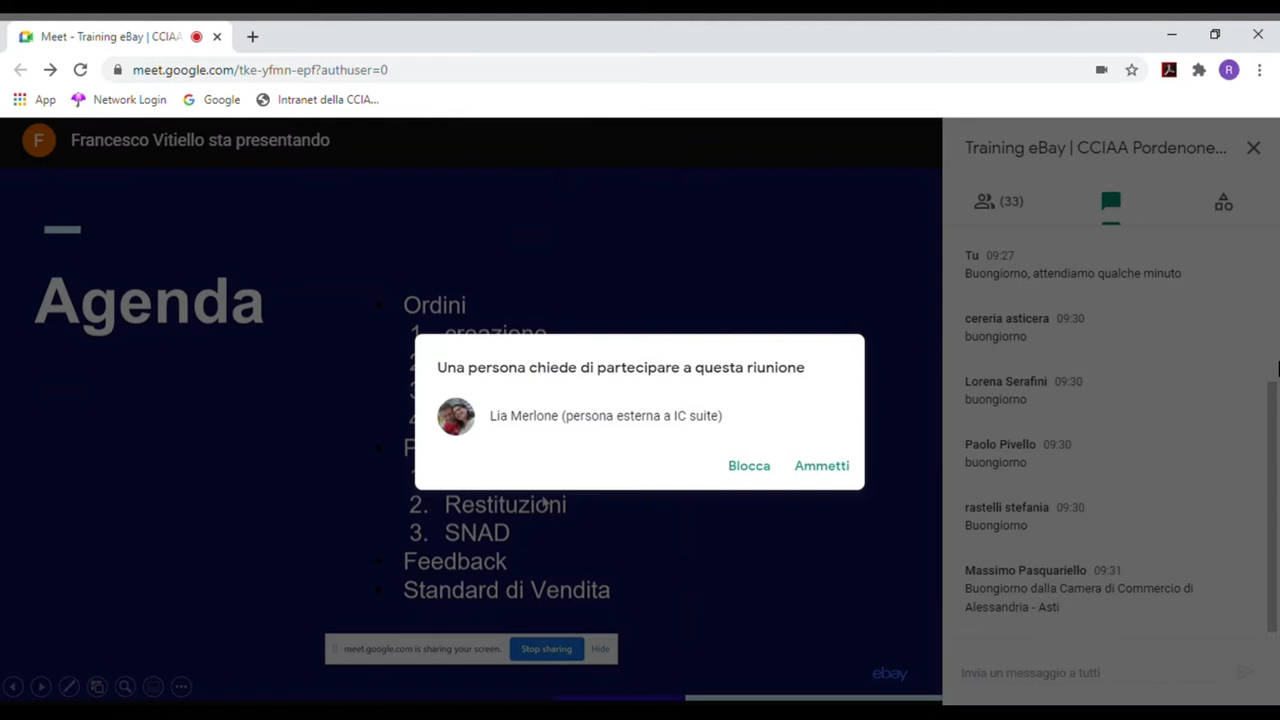 Meet - Training eBay | CCIAA
meet.google.com/tke-yfmn-epf?authuser=0
R
App
Network Login
Google
Intranet della CCIA...
F
Francesco Vitiello sta presentando
Agenda
Ordini
1. creazione
2. Restituzioni
3. SNAD
Feedback
Standard di Vendita
meet.google.com is sharing your screen.
Stop sharing
Hide
ebay
Una persona chiede di partecipare a questa riunione
Lia Merlone (persona esterna a IC suite)
Blocca
Ammetti
Training eBay | CCIAA Pordenone...
(33)
Tu 09:27
Buongiorno, attendiamo qualche minuto
cereria asticera 09:30
buongiorno
Lorena Serafini 09:30
buongiorno
Paolo Pivello 09:30
buongiorno
rastelli stefania 09:30
Buongiorno
Massimo Pasquariello 09:31
Buongiorno dalla Camera di Commercio di
Alessandria - Asti
Invia un messaggio a tutti